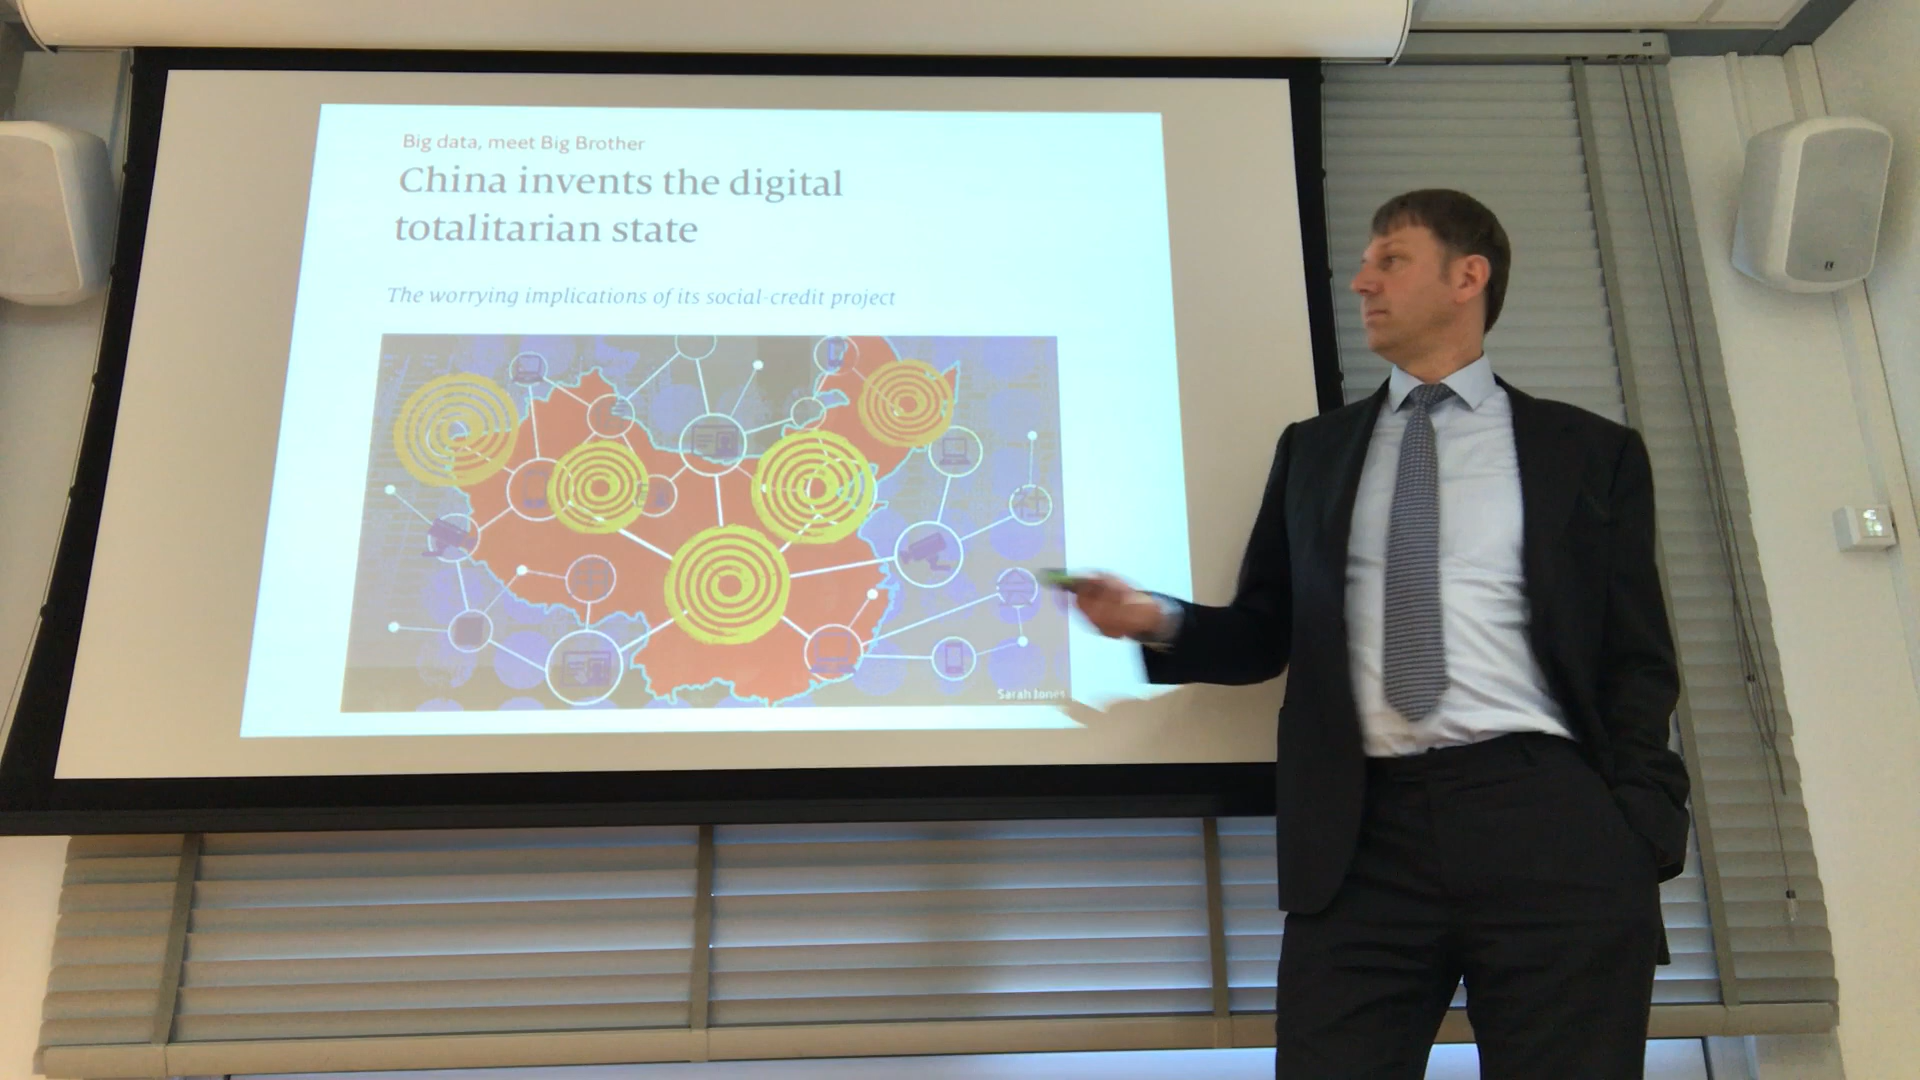 Big data, meet Big Brother
China invents the digital
totalitarian state
The worrying implications of its social-credit project
社
Sarah Jones